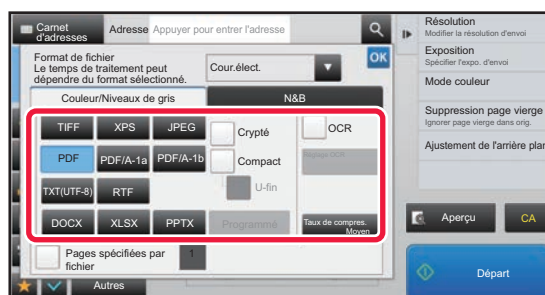 Carnet
d'adresses
Adresse
Appuyer pour entrer l'adresse
Format de fichier
Le temps de traitement peut
dépendre du format sélectionné.
Cour.élect.
OK
Couleur/Niveaux de gris
N&B
TIFF
XPS
JPEG
Crypté
OCR
PDF
PDF/A-1a
PDF/A-1b
Compact
Réglage OCR
TXT(UTF-8)
RTF
U-fin
DOCX
XLSX
PPTX
Programmé
Taux de compres.
Moyen
Pages spécifiées par
fichier
1
Autres
Résolution
Modifier la résolution d'envoi
Exposition
Spécifier l'expo. d'envoi
Mode couleur
Suppression page vierge
Ignorer page vierge dans orig.
Ajustement de l'arrière plan
Aperçu
CA
Départ